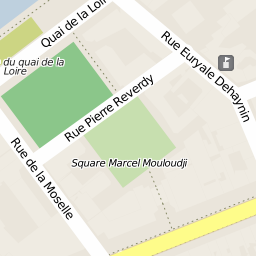 Quai de la Loir
Rue Euryale Dehaynin
du quai de la
Loire
Rue Pierre Reverdy
Square Marcel Mouloudji
Rue de la Moselle